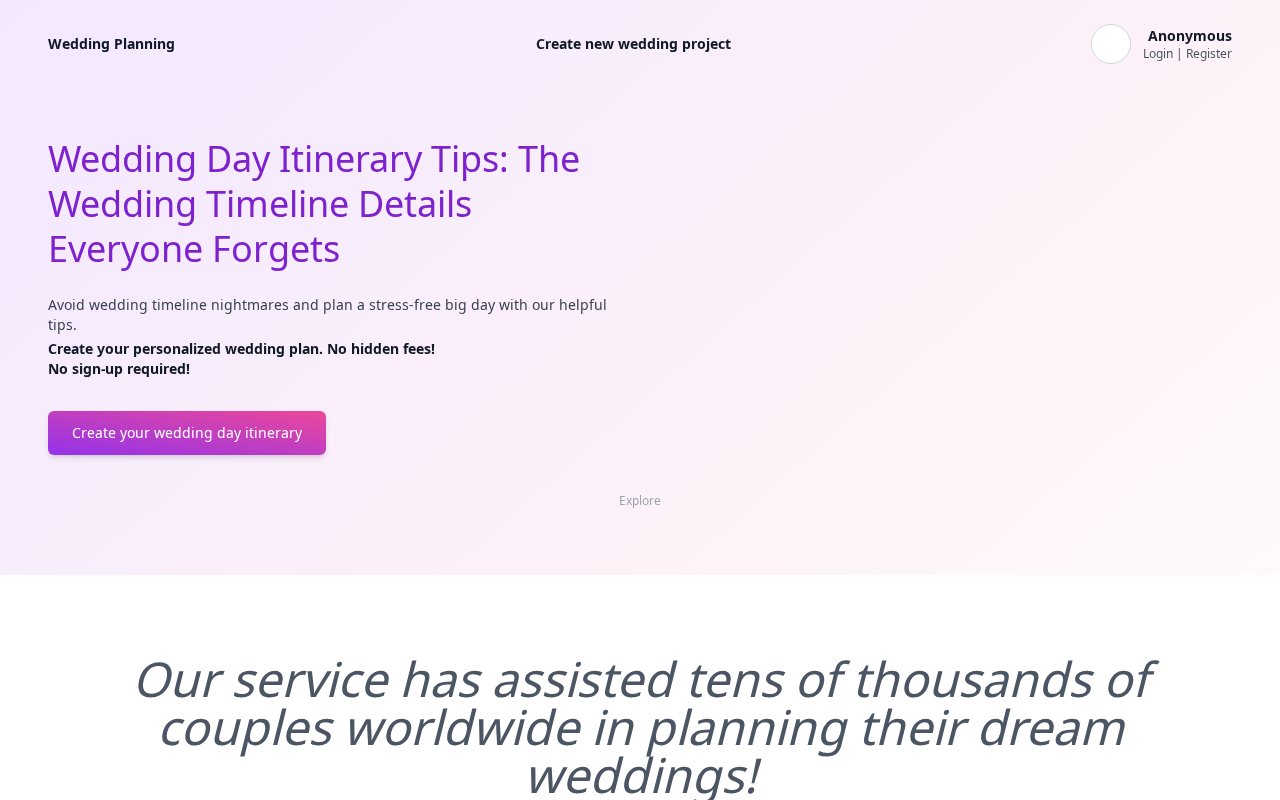 Wedding Planning
Create new wedding project
Anonymous
Login | Register
Wedding Day Itinerary Tips: The
Wedding Timeline Details
Everyone Forgets
Avoid wedding timeline nightmares and plan a stress-free big day with our helpful
tips.
Create your personalized wedding plan. No hidden fees!
No sign-up required!
Create your wedding day itinerary
Explore
Our service has assisted tens of thousands of
couples worldwide in planning their dream
weddings!